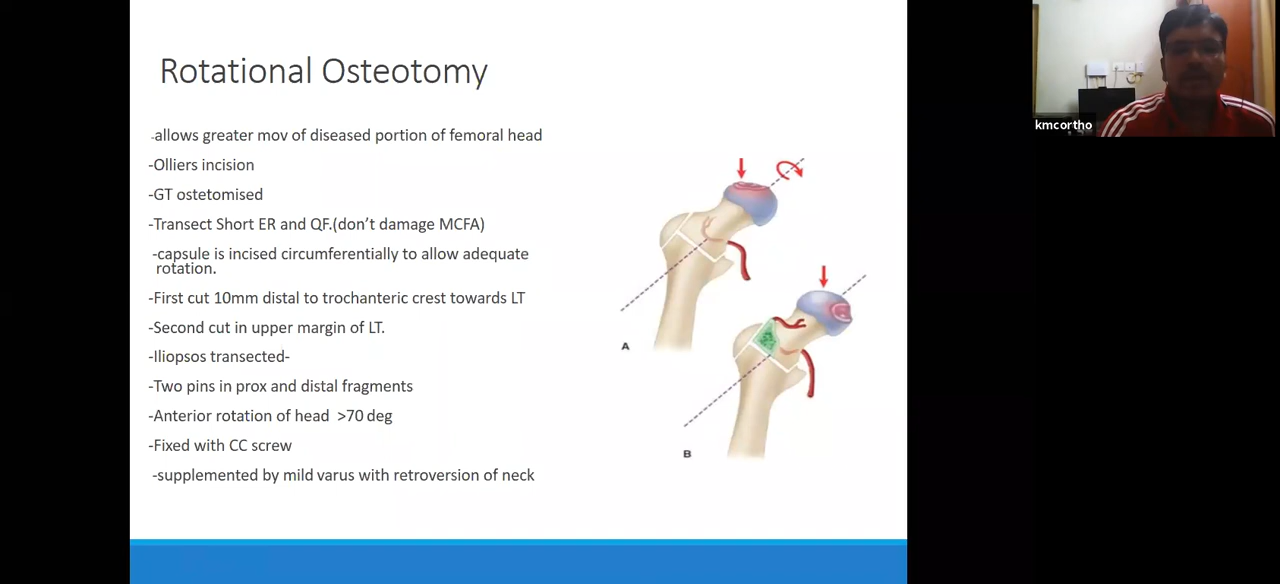 Rotational Osteotomy
-allows greater mov of diseased portion of femoral head
-Olliers incision
-GT ostetomised
-Transect Short ER and QF.(don't damage MCFA)
-capsule is incised circumferentially to allow adequate
rotation.
-First cut 10mm distal to trochanteric crest towards LT
-Second cut in upper margin of LT.
-Iliopsos transected-
-Two pins in prox and distal fragments
-Anterior rotation of head >70 deg
-Fixed with CC screw
-supplemented by mild varus with retroversion of neck
A
B
kmcortho